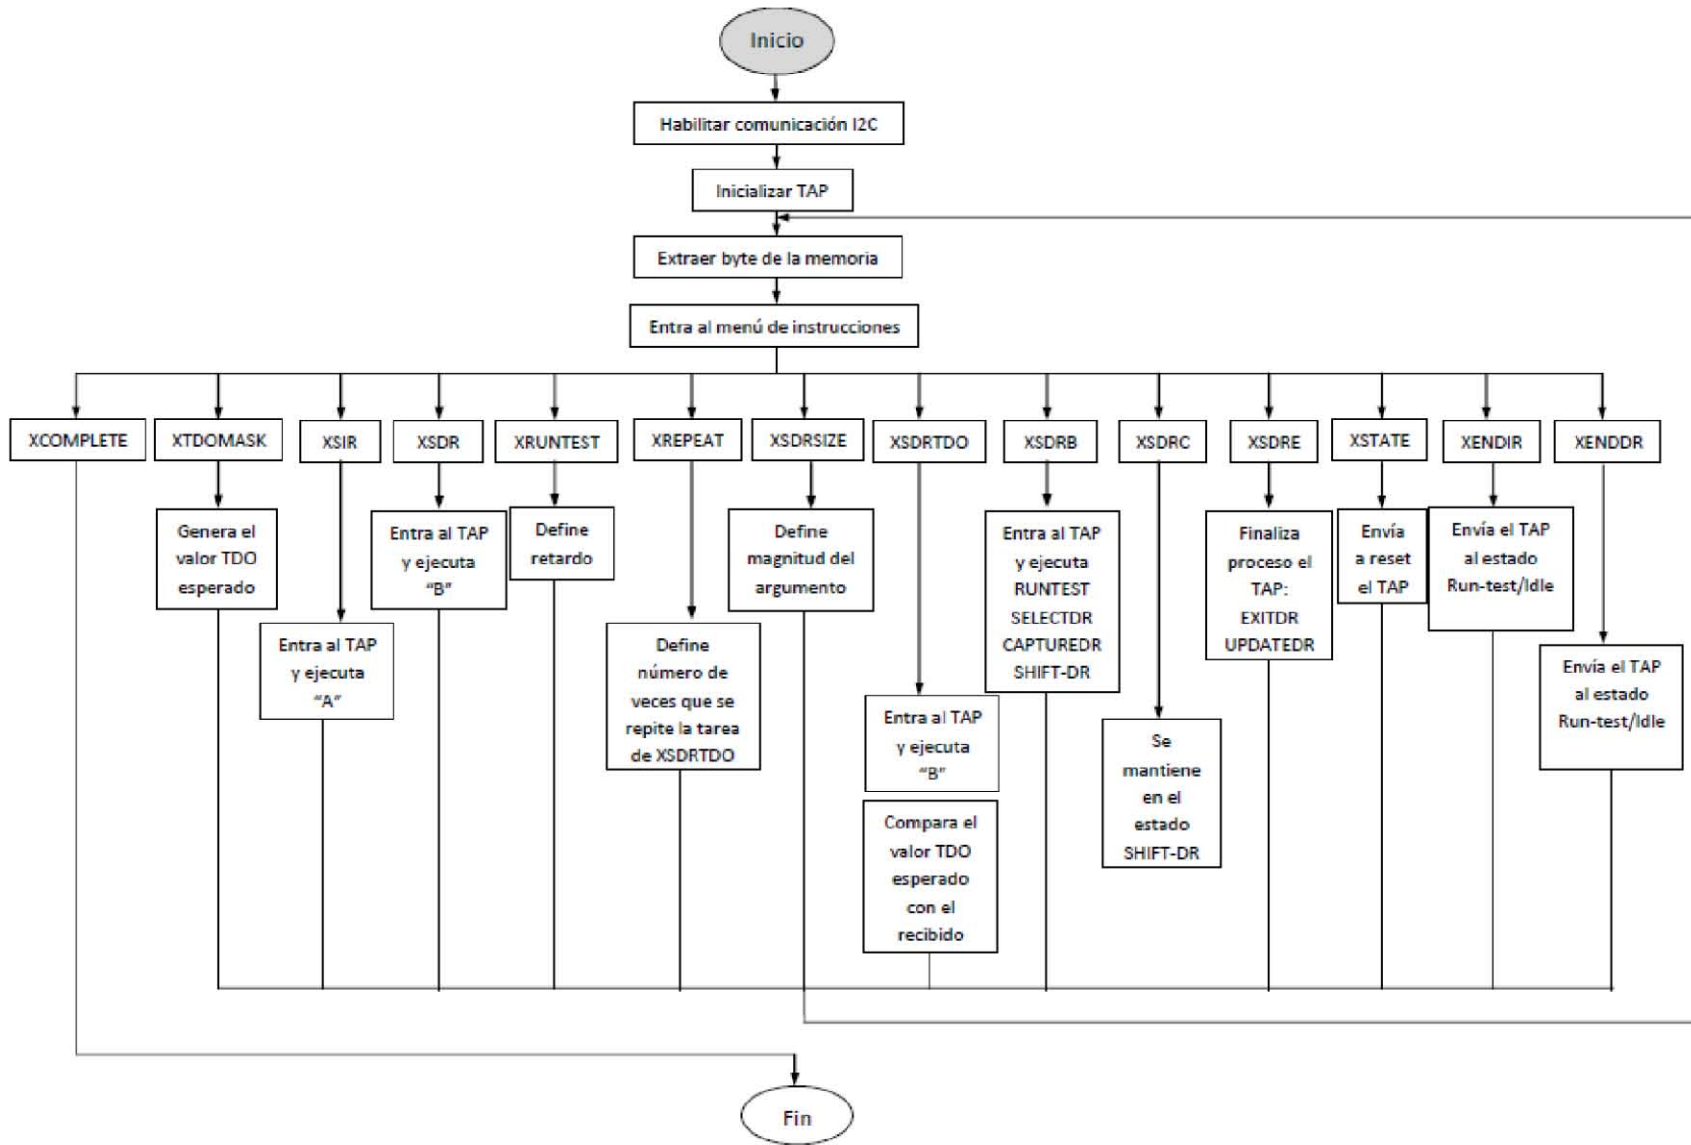 Inicio
Habilitar comunicación I2C
Inicializar TAP
Extraer byte de la memoria
Entra al menú de instrucciones
XCOMPLETE
XTDOMASK
XSIR
XSDR
XRUNTEST
XREPEAT
XSDRSIZE
XSDRTDO
XSDRB
XSDRC
XSDRE
XSTATE
XENDIR
XENDDR
Genera el
valor TDO
esperado
Entra al TAP
y ejecuta
“A”
Entra al TAP
y ejecuta
“B”
Define
retardo
Define
número de
veces que se
repite la tarea
de XSDRTDO
Define
magnitud del
argumento
Entra al TAP
y ejecuta
“B”
Compara el
valor TDO
esperado
con el
recibido
Entra al TAP
y ejecuta
RUNTEST
SELECTDR
CAPTUREDR
SHIFT-DR
Se
mantiene
en el
estado
SHIFT-DR
Finaliza
proceso el
TAP:
EXITDR
UPDATEDR
Envía
a reset
el TAP
Envía el TAP
al estado
Run-test/Idle
Envía el TAP
al estado
Run-test/Idle
Fin